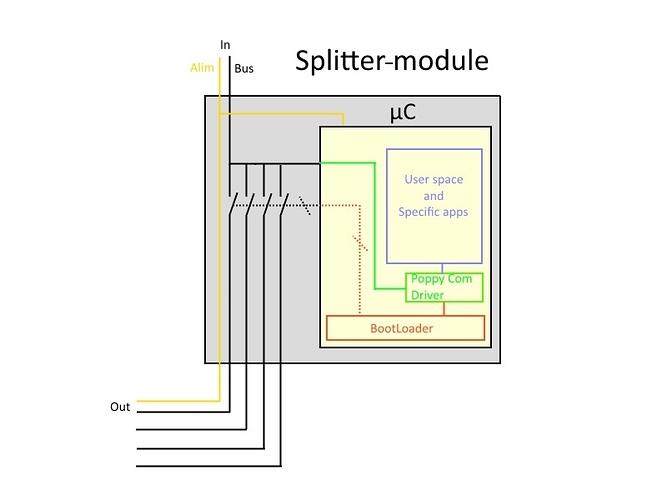 In
Alim
Bus
Splitter-module
µC
User space
and
Specific apps
Poppy Com
Driver
BootLoader
Out